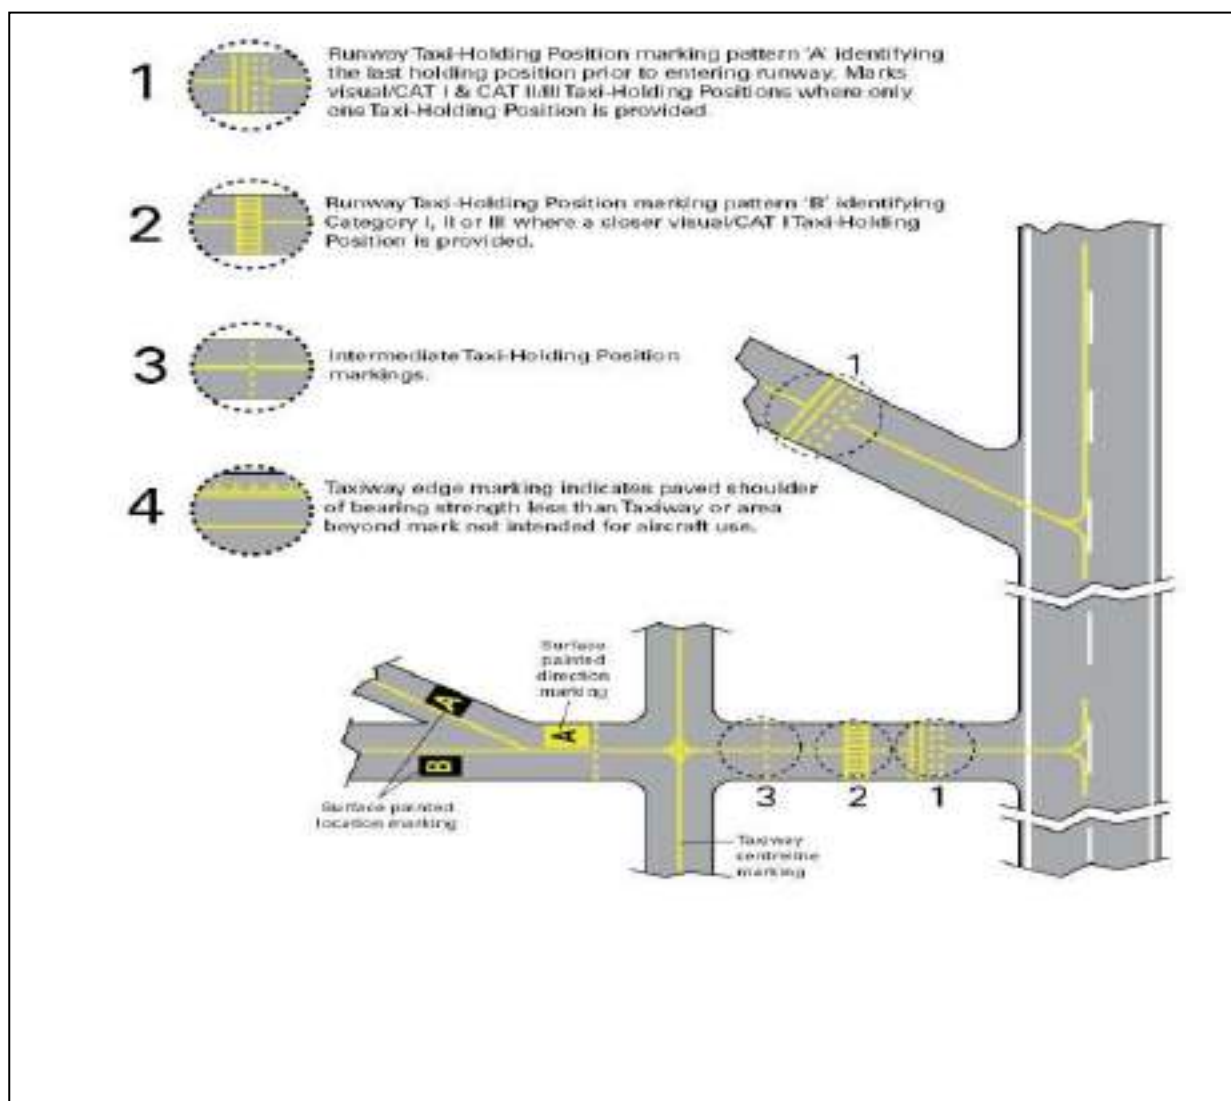 1
Runway Taxi-Holding Position marking pattern 'A' identifying
the last holding position prior to entering runway. Marks
visual/CAT I & CAT II/III Taxi-Holding Positions where only
one Taxi-Holding Position is provided.
2
Runway Taxi-Holding Position marking pattern 'B' identifying
Category I, II or III where a closer visual/CAT I Taxi-Holding
Position is provided.
3
Intermediate Taxi-Holding Position
markings.
4
Taxiway edge marking indicates paved shoulder
of bearing strength less than Taxiway or area
beyond mark not intended for aircraft use.
1
Surface
painted
direction
marking
A
A
B
Surface painted
location marking
3
2
1
Taxiway
centreline
marking